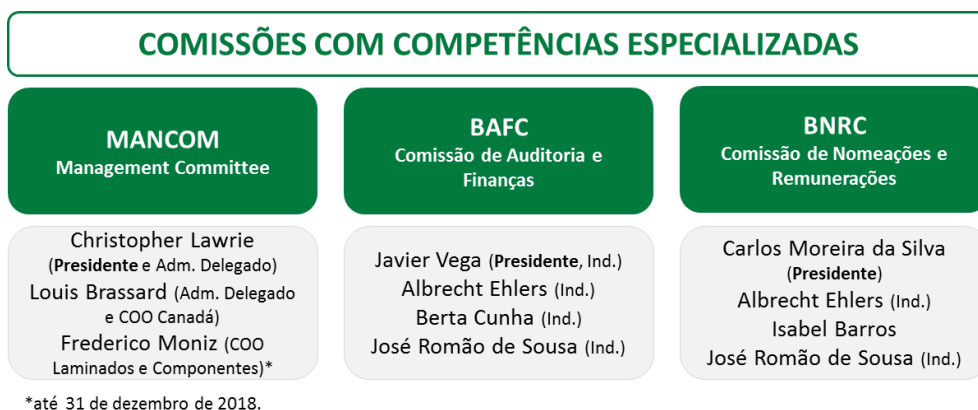 COMISSÕES COM COMPETÊNCIAS ESPECIALIZADAS
MANCOM
Management Committee
Christopher Lawrie
(Presidente e Adm. Delegado)
Louis Brassard (Adm. Delegado
e COO Canadá)
Frederico Moniz (COO
Laminados e Componentes)*
BAFC
Comissão de Auditoria e
Finanças
Javier Vega (Presidente, Ind.)
Albrecht Ehlers (Ind.)
Berta Cunha (Ind.)
José Romão de Sousa (Ind.)
BNRC
Comissão de Nomeações e
Remunerações
Carlos Moreira da Silva
(Presidente)
Albrecht Ehlers (Ind.)
Isabel Barros
José Romão de Sousa (Ind.)
*até 31 de dezembro de 2018.